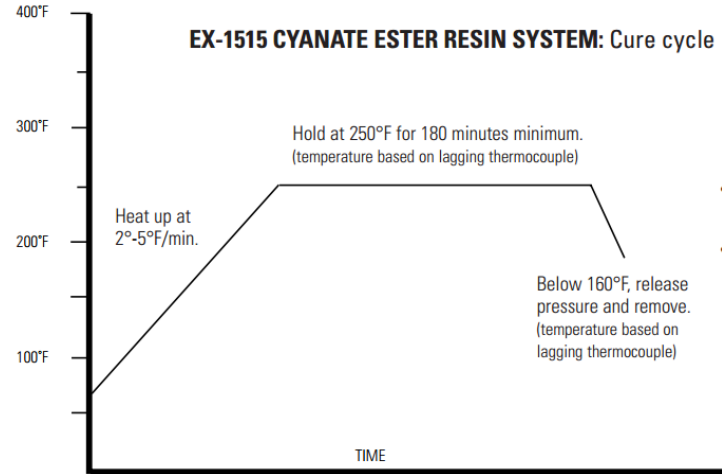 400°F
EX-1515 CYANATE ESTER RESIN SYSTEM: Cure cycle
300°F
Hold at 250°F for 180 minutes minimum.
(temperature based on lagging thermocouple)
Heat up at
2°-5°F/min.
200°F
Below 160°F, release
pressure and remove.
(temperature based on
lagging thermocouple)
100°F
TIME